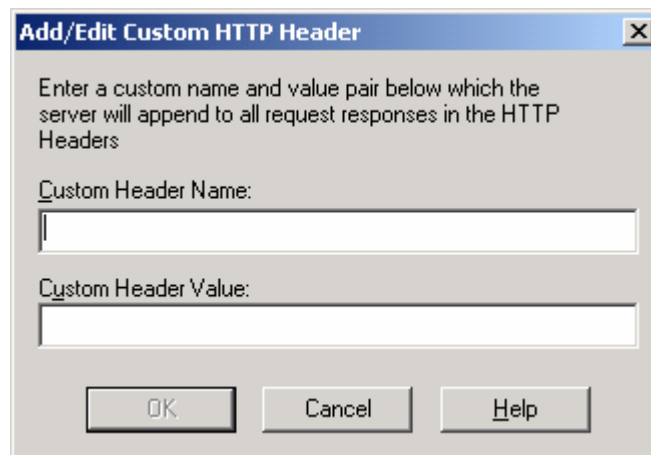 Add/Edit Custom HTTP Header
Enter a custom name and value pair below which the
server will append to all request responses in the HTTP
Headers
Custom Header Name:
Custom Header Value:
OK
Cancel
Help